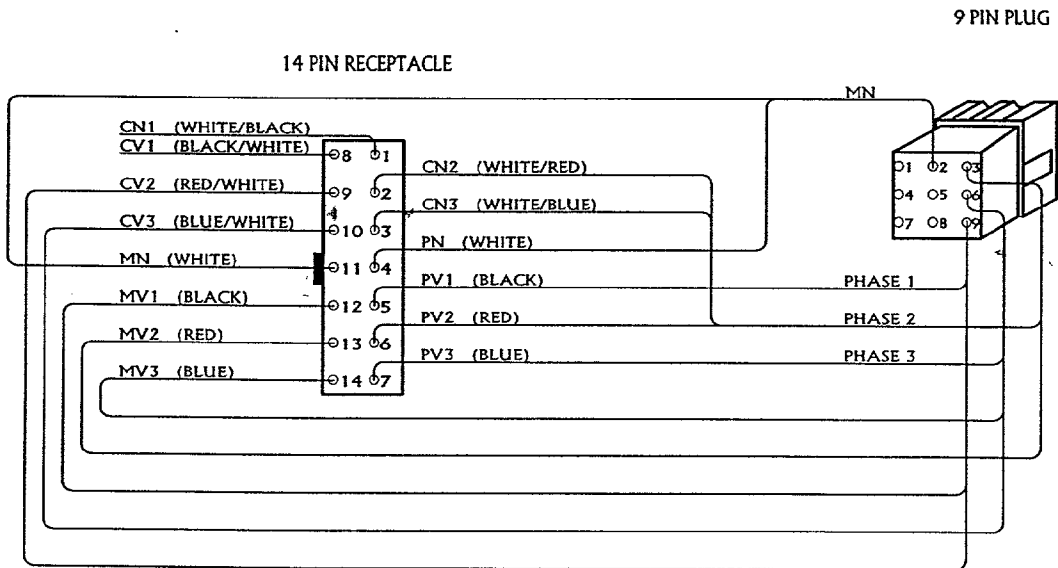 9 PIN PLUG
14 PIN RECEPTACLE
MN
CN1 (WHITE/BLACK)
CV1 (BLACK/WHITE)
8 1
CN2 (WHITE/RED)
1 2 3
CV2 (RED/WHITE)
9 2
4 5 6
CN3 (WHITE/BLUE)
CV3 (BLUE/WHITE)
7 8 9
10 3
PN (WHITE)
MN (WHITE)
11 4
PV1 (BLACK)
PHASE 1
MV1 (BLACK)
12 5
PV2 (RED)
PHASE 2
MV2 (RED)
13 6
PV3 (BLUE)
PHASE 3
MV3 (BLUE)
14 7